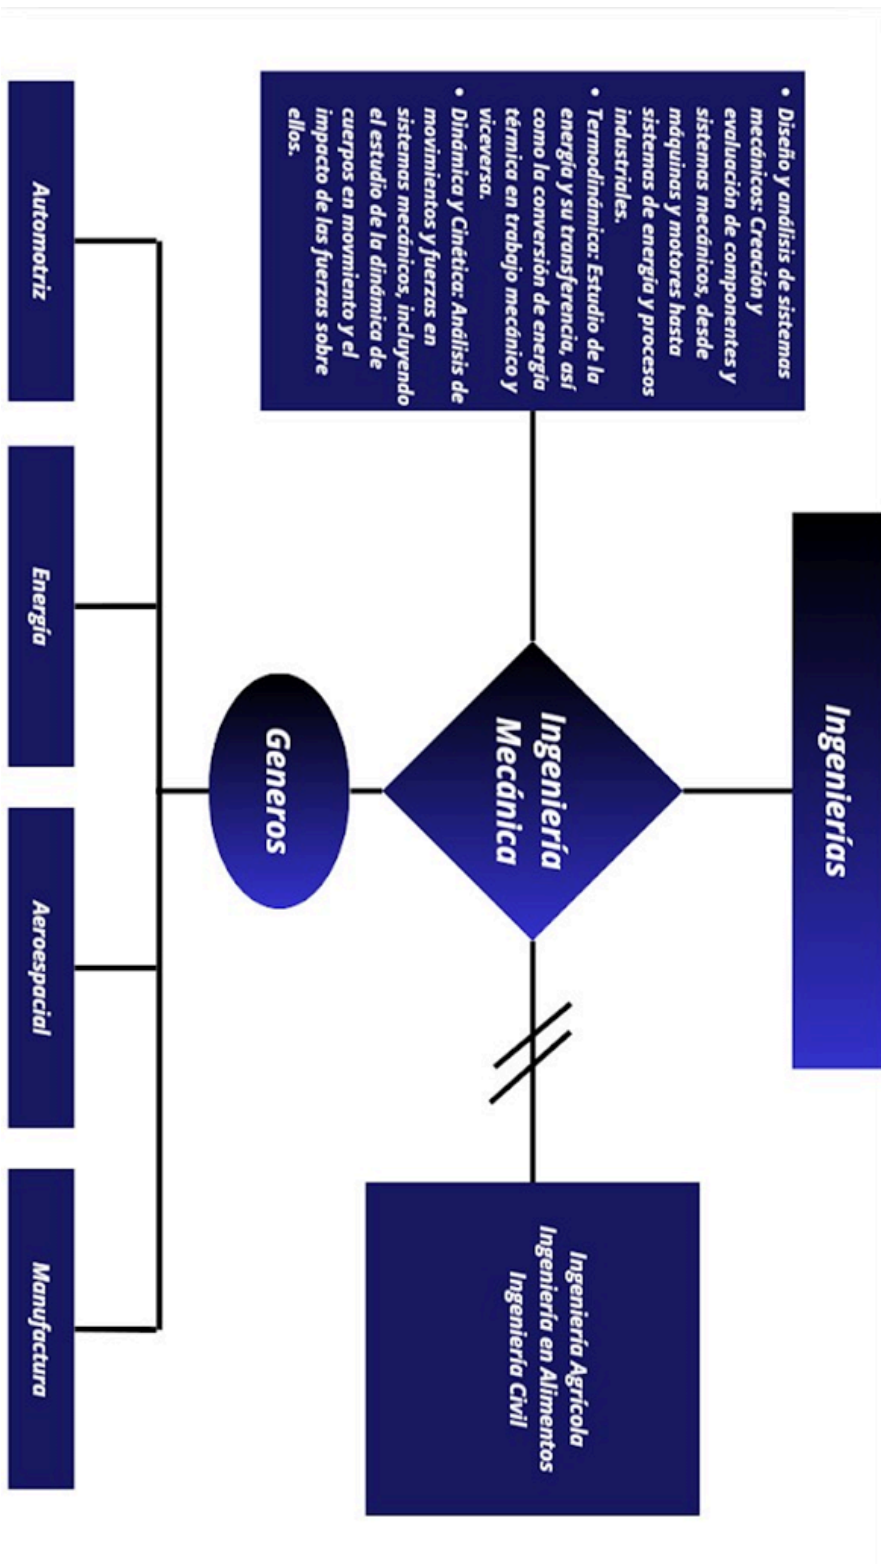 Ingenierías
• Diseño y análisis de sistemas
mecánicos: Creación y
evaluación de componentes y
sistemas mecánicos, desde
máquinas y motores hasta
sistemas de energía y procesos
industriales.
• Termodinámica: Estudio de la
energía y su transferencia, así
como la conversión de energía
térmica en trabajo mecánico y
viceversa.
• Dinámica y Cinética: Análisis de
movimientos y fuerzas en
sistemas mecánicos, incluyendo
el estudio de la dinámica de
cuerpos en movmiento y el
impacto de las fuerzas sobre
ellos.
Ingeniería
Mecánica
Ingeniería Agrícola
Ingeniería en Alimentos
Ingeniería Civil
Generos
Automotriz
Energía
Aeroespacial
Manufactura